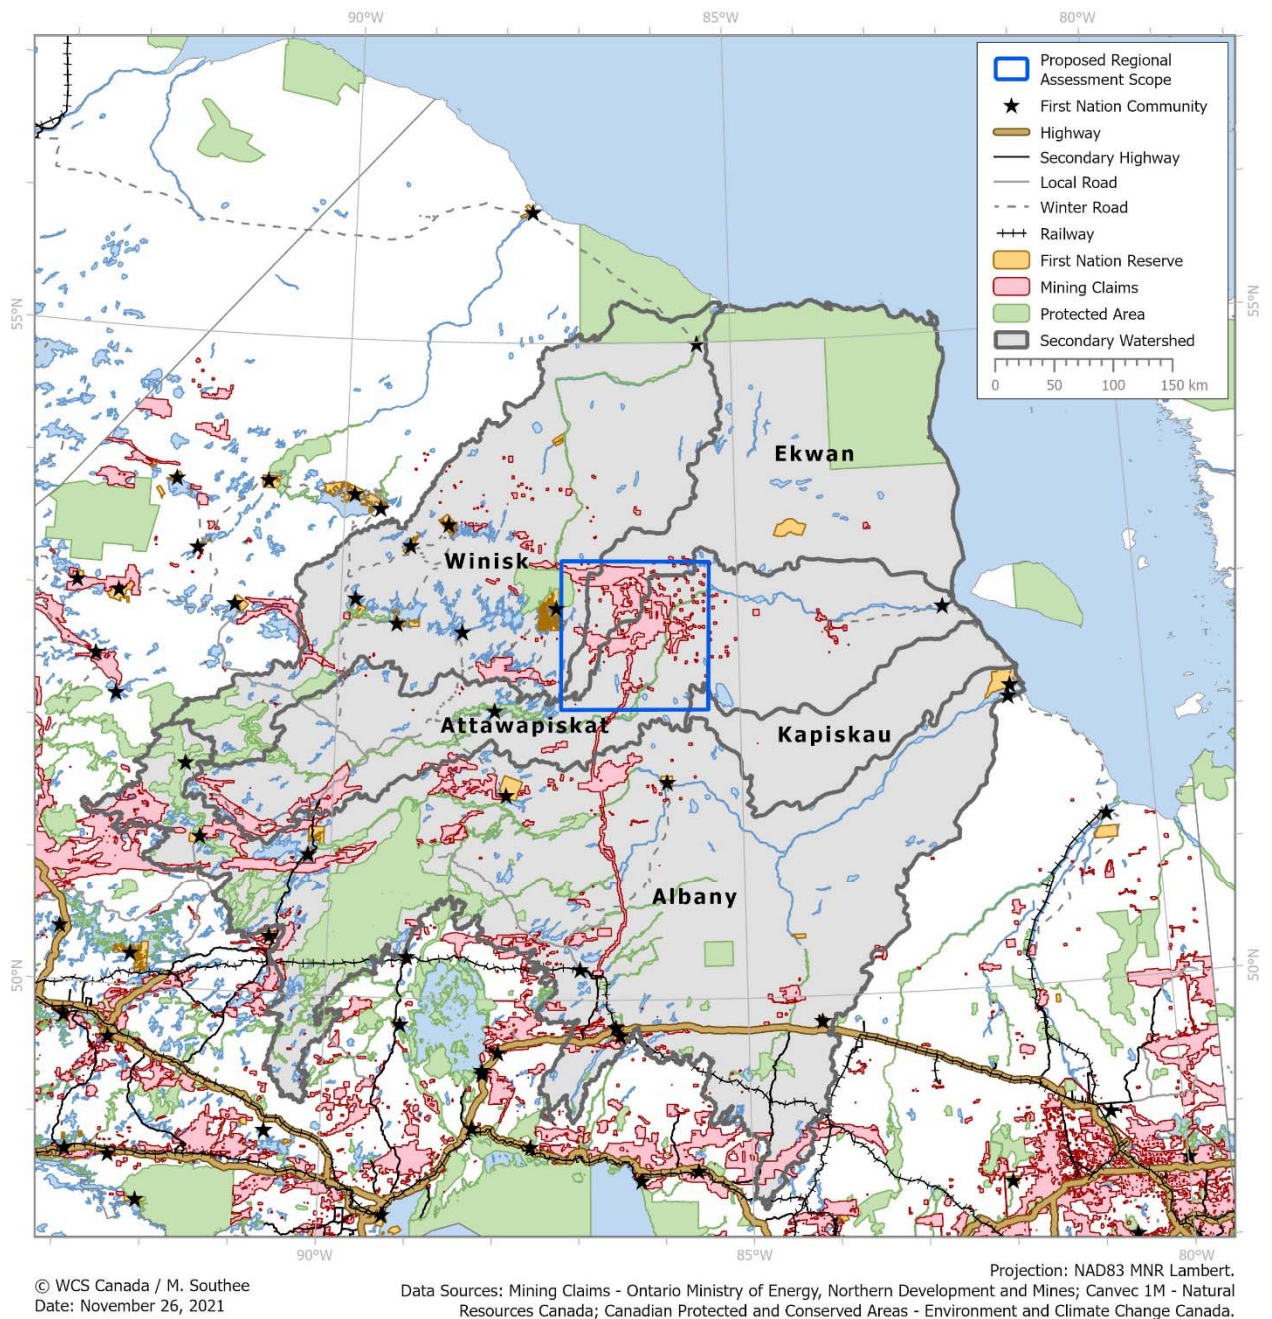 90°W
85°W
80°W
Proposed Regional
Assessment Scope
First Nation Community
Highway
Secondary Highway
Local Road
Winter Road
Railway
First Nation Reserve
Mining Claims
Protected Area
Secondary Watershed
0 50 100 150 km
55°N
55°N
Ekwan
Winisk
Attawapiskat
Kapiskau
Albany
50°N
50°N
90°W
85°W
80°W
© WCS Canada / M. Southee
Date: November 26, 2021
Projection: NAD83 MNR Lambert.
Data Sources: Mining Claims - Ontario Ministry of Energy, Northern Development and Mines; Canvec 1M - Natural
Resources Canada; Canadian Protected and Conserved Areas - Environment and Climate Change Canada.